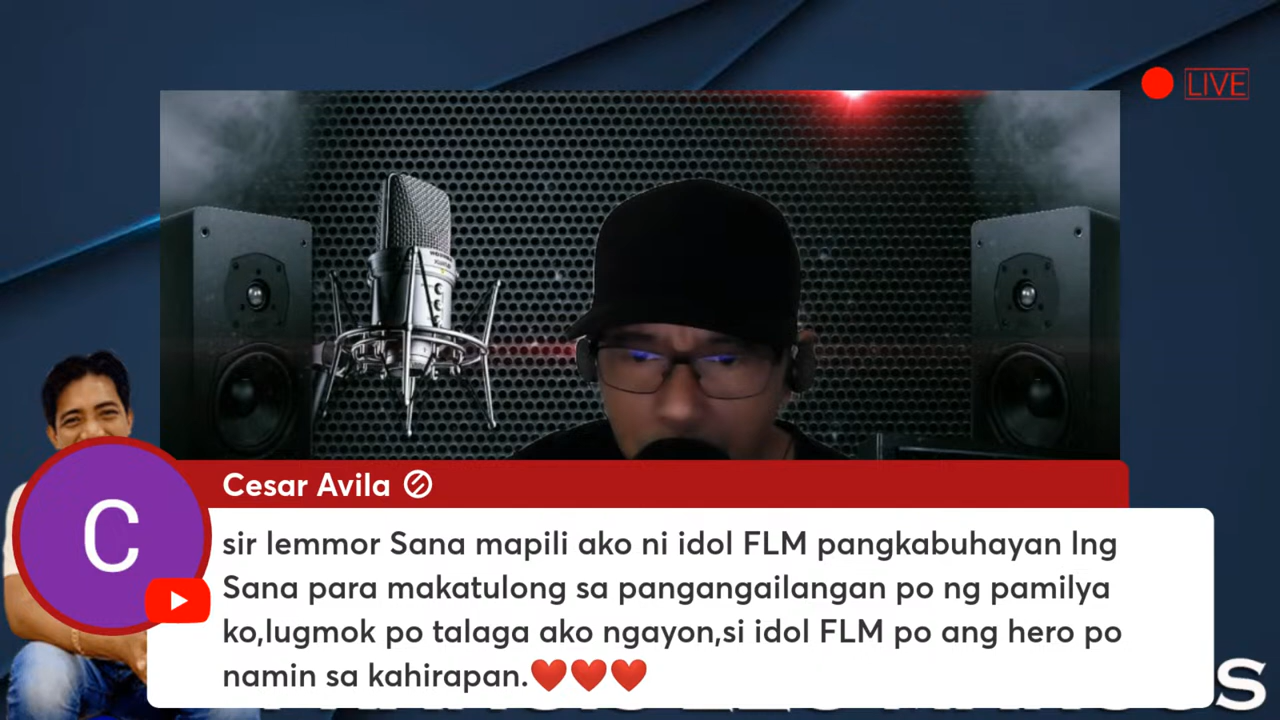 LIVE
Cesar Avila
C
sir lemmor Sana mapili ako ni idol FLM pangkabuhayan lng
Sana para makatulong sa pangangailangan po ng pamilya
ko,lugmok po talaga ako ngayon,si idol FLM po ang hero po
namin sa kahirapan.❤️❤️❤️